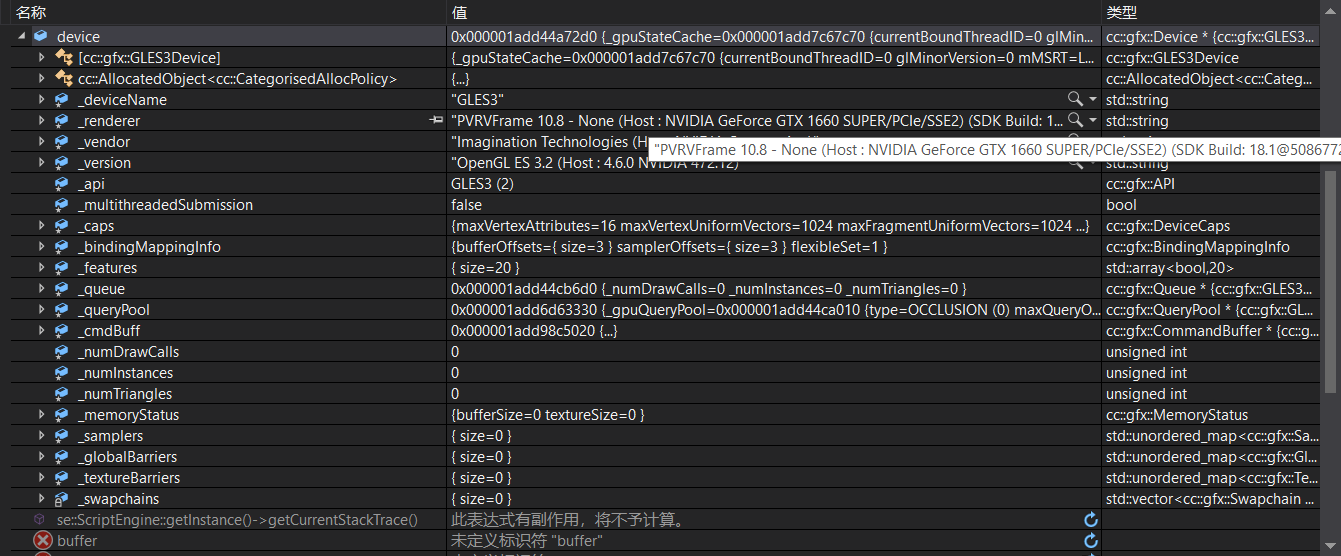 名称 值 类型
device 0x000001add44a72d0 {_gpuStateCache=0x000001add7c67c70 {currentBoundThreadID=0 glMin... cc::gfx::Device * {cc::gfx::GLES3...
[cc::gfx::GLES3Device] {_gpuStateCache=0x000001add7c67c70 {currentBoundThreadID=0 glMinorVersion=0 mMSRT=L... cc::gfx::GLES3Device
cc::AllocatedObject<cc::CategorisedAllocPolicy> {...} cc::AllocatedObject<cc::Categ...
_deviceName "GLES3" std::string
_renderer "PVRVFrame 10.8 - None (Host : NVIDIA GeForce GTX 1660 SUPER/PCIe/SSE2) (SDK Build: 1... std::string
_vendor "Imagination Technologies (H
"PVRVFrame 10.8 - None (Host : NVIDIA GeForce GTX 1660 SUPER/PCIe/SSE2) (SDK Build: 18.1@5086772
_version "OpenGL ES 3.2 (Host : 4.6.0 NVIDIA 472.12)" std::string
_api GLES3 (2) cc::gfx::API
_multithreadedSubmission false bool
_caps {maxVertexAttributes=16 maxVertexUniformVectors=1024 maxFragmentUniformVectors=1024 ...} cc::gfx::DeviceCaps
_bindingMappingInfo {bufferOffsets={ size=3 } samplerOffsets={ size=3 } flexibleSet=1 } cc::gfx::BindingMappingInfo
_features { size=20 } std::array<bool,20>
_queue 0x000001add44cb6d0 {_numDrawCalls=0 _numInstances=0 _numTriangles=0 } cc::gfx::Queue * {cc::gfx::GLES3...
_queryPool 0x000001add6d63330 {_gpuQueryPool=0x000001add44ca010 {type=OCCLUSION (0) maxQueryO... cc::gfx::QueryPool * {cc::gfx::GL...
_cmdBuff 0x000001add98c5020 {...} cc::gfx::CommandBuffer * {cc::g...
_numDrawCalls 0 unsigned int
_numInstances 0 unsigned int
_numTriangles 0 unsigned int
_memoryStatus {bufferSize=0 textureSize=0 } cc::gfx::MemoryStatus
_samplers { size=0 } std::unordered_map<cc::gfx::Sa...
_globalBarriers { size=0 } std::unordered_map<cc::gfx::Gl...
_textureBarriers { size=0 } std::unordered_map<cc::gfx::Te...
_swapchains { size=0 } std::vector<cc::gfx::Swapchain ...
se::ScriptEngine::getInstance()->getCurrentStackTrace() 此表达式有副作用，将不予计算。
buffer 未定义标识符 "buffer"